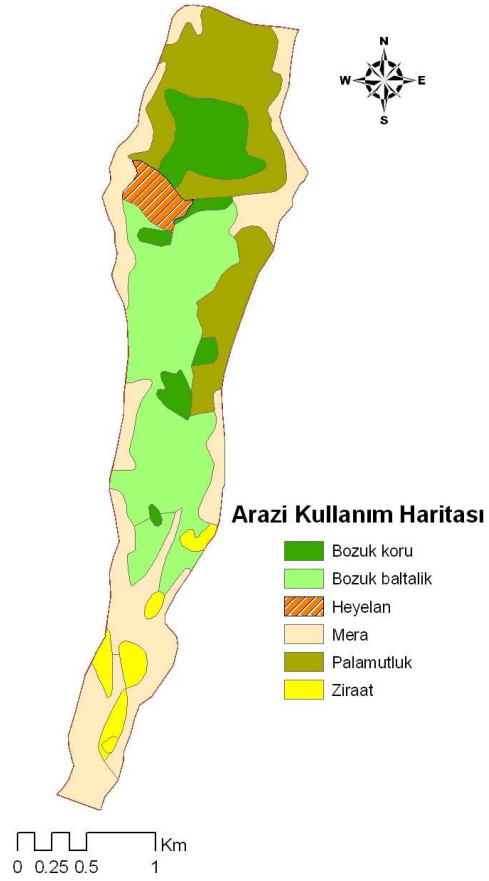 N
W E
S
Arazi Kullanım Haritası
Bozuk koru
Bozuk baltalik
Heyelan
Mera
Palamutluk
Ziraat
Km
0 0.25 0.5 1